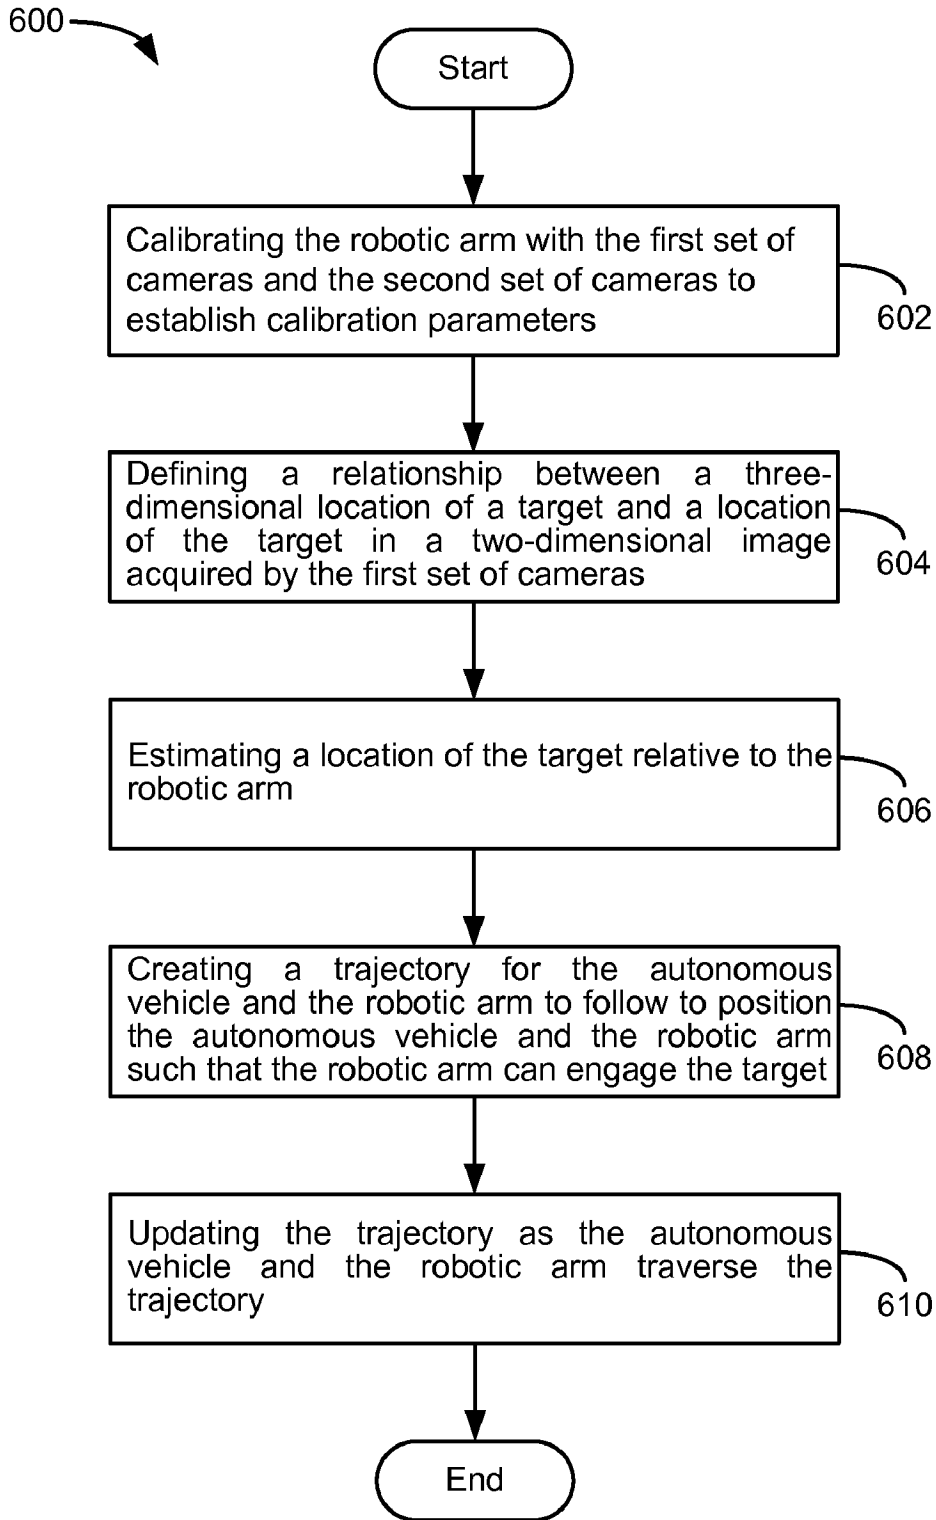 600
Start
Calibrating the robotic arm with the first set of
cameras and the second set of cameras to
establish calibration parameters
602
Defining a relationship between a three-
dimensional location of a target and a location
of the target in a two-dimensional image
acquired by the first set of cameras
604
Estimating a location of the target relative to the
robotic arm
606
Creating a trajectory for the autonomous
vehicle and the robotic arm to follow to position
the autonomous vehicle and the robotic arm
such that the robotic arm can engage the target
608
Updating the trajectory as the autonomous
vehicle and the robotic arm traverse the
trajectory
610
End